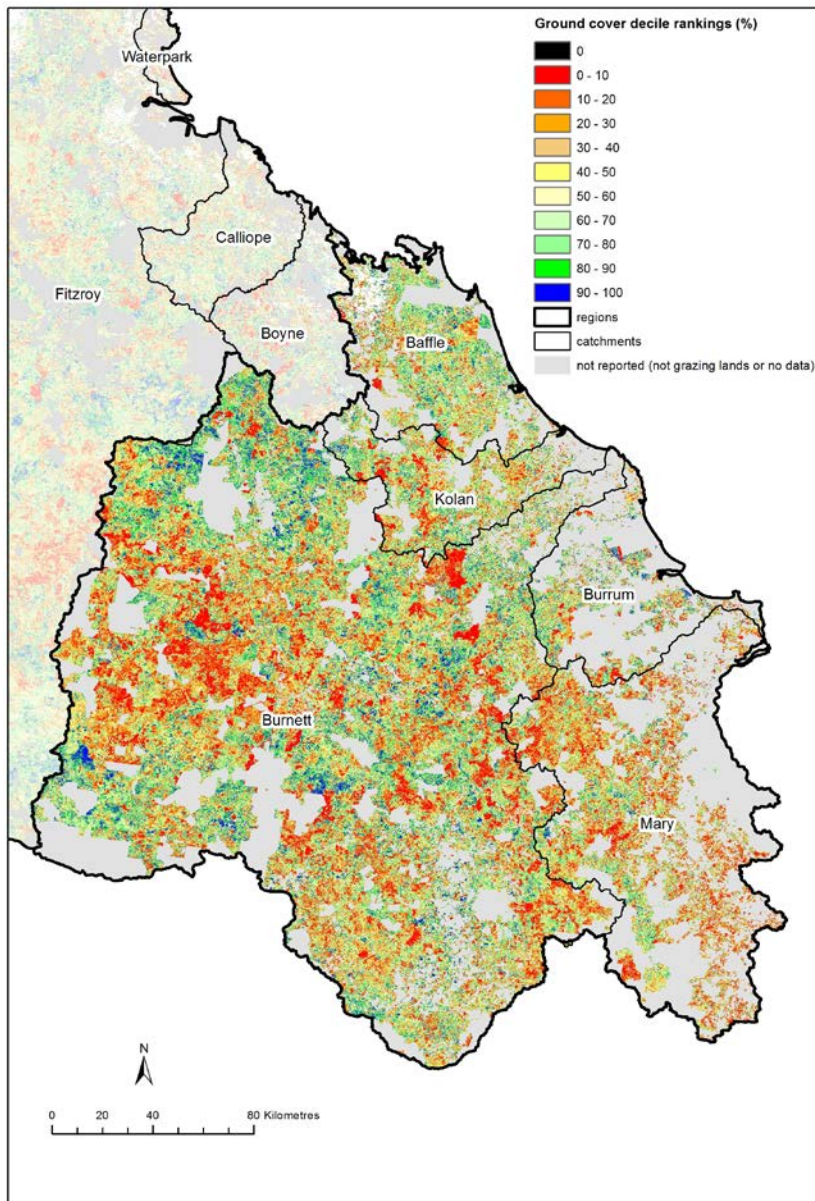 Ground cover decile rankings (%)
0
0 - 10
10 - 20
20 - 30
30 -  40
40 - 50
50 - 60
60 - 70
70 - 80
80 - 90
90 - 100
regions
catchments
not reported (not grazing lands or no data)
Waterpark
Calliope
Fitzroy
Boyne
Baffle
Kolan
Burrum
Burnett
Mary
N
0 20 40 80 Kilometres